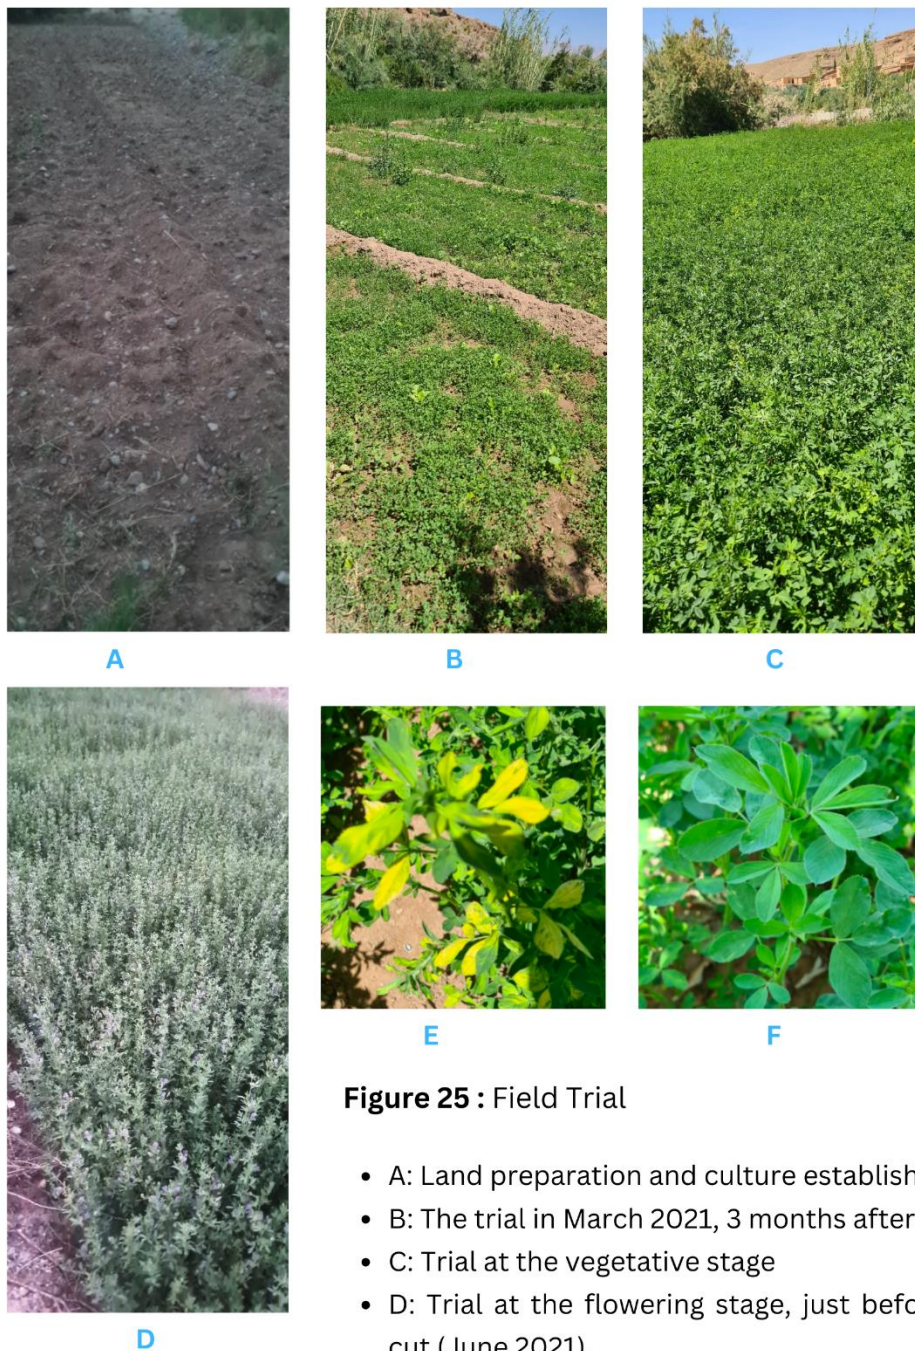 A
B
C
D
E
F
Figure 25 : Field Trial
• A: Land preparation and culture establish
• B: The trial in March 2021, 3 months after
• C: Trial at the vegetative stage
• D: Trial at the flowering stage, just befo
cut (June 2021)